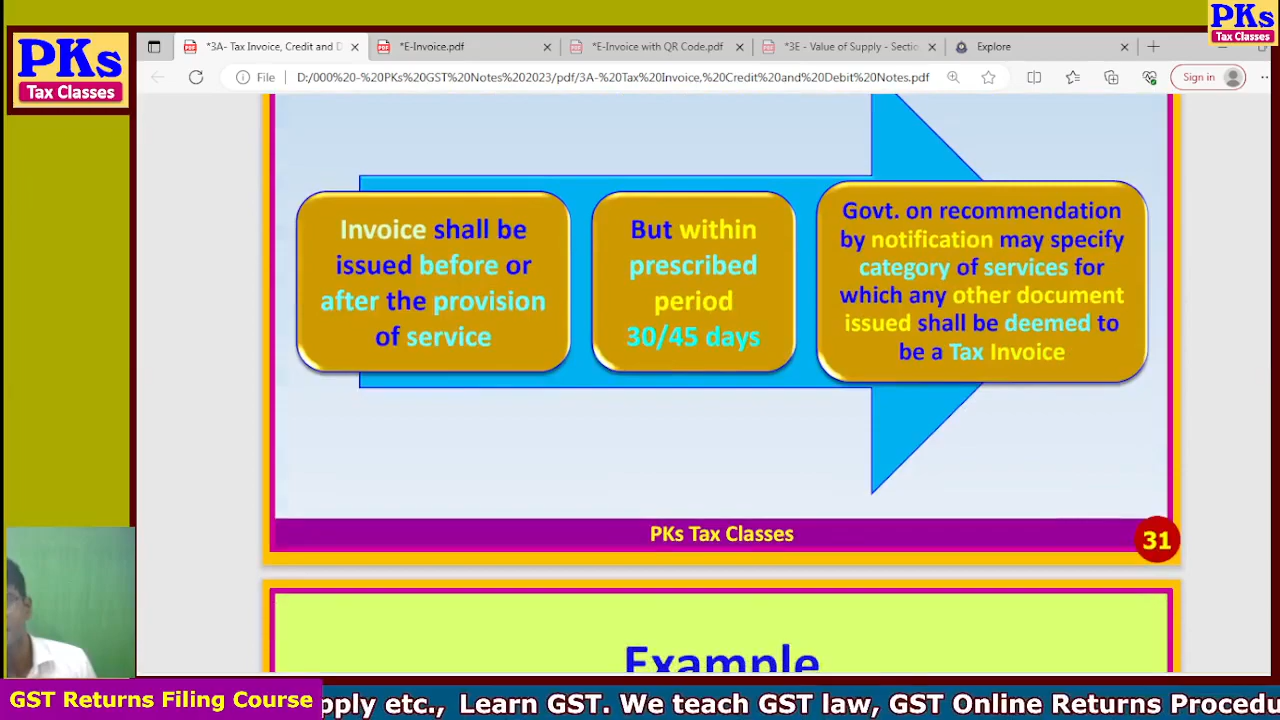 PKs
Tax Classes
PKs
Tax Classes
*3A- Tax Invoice, Credit and D
*E-Invoice.pdf
*E-Invoice with QR Code.pdf
*3E- Value of Supply - Sectio
Explore
File
D:/000%20-%20PKs%20GST%20Notes%202023/pdf/3A-%20Tax%20Invoice,%20Credit%20and%20Debit%20Notes.pdf
Sign in
Invoice shall be
issued before or
after the provision
of service
But within
prescribed
period
30/45 days
Govt. on recommendation
by notification may specify
category of services for
which any other document
issued shall be deemed to
be a Tax Invoice
PKs Tax Classes
31
Example
GST Returns Filing Course
pply etc., Learn GST. We teach GST law, GST Online Returns Procedu